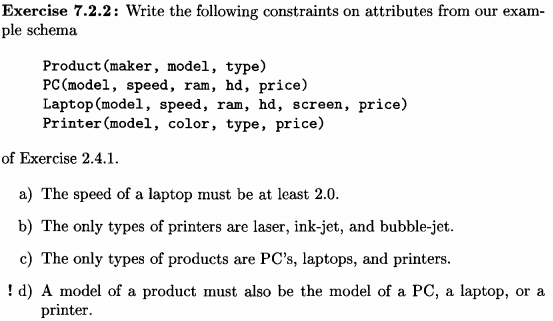 Exercise 7.2.2: Write the following constraints on attributes from our exam-
ple schema
Product(maker, model, type)
PC(model, speed, ram, hd, price)
Laptop(model, speed, ram, hd, screen, price)
Printer(model, color, type, price)
of Exercise 2.4.1.
a) The speed of a laptop must be at least 2.0.
b) The only types of printers are laser, ink-jet, and bubble-jet.
c) The only types of products are PC's, laptops, and printers.
! d) A model of a product must also be the model of a PC, a laptop, or a
printer.